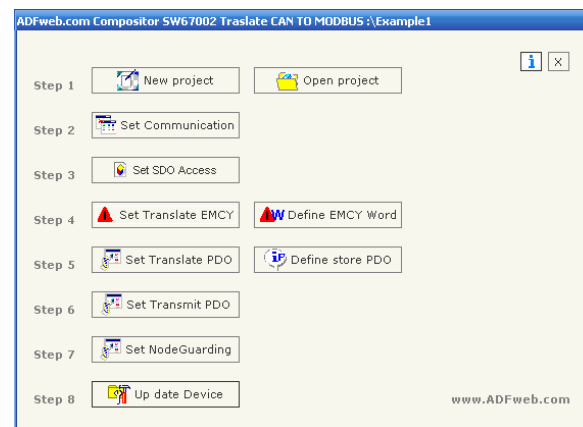 ADFweb.com Compositor SW67002 Traslate CAN TO MODBUS :\Example1
i X
Step 1 New project Open project
Step 2 Set Communication
Step 3 Set SDO Access
Step 4 Set Translate EMCY W Define EMCY Word
Step 5 Set Translate PDO iP Define store PDO
Step 6 Set Transmit PDO
Step 7 Set NodeGuarding
Step 8 Up date Device
www.ADFweb.com